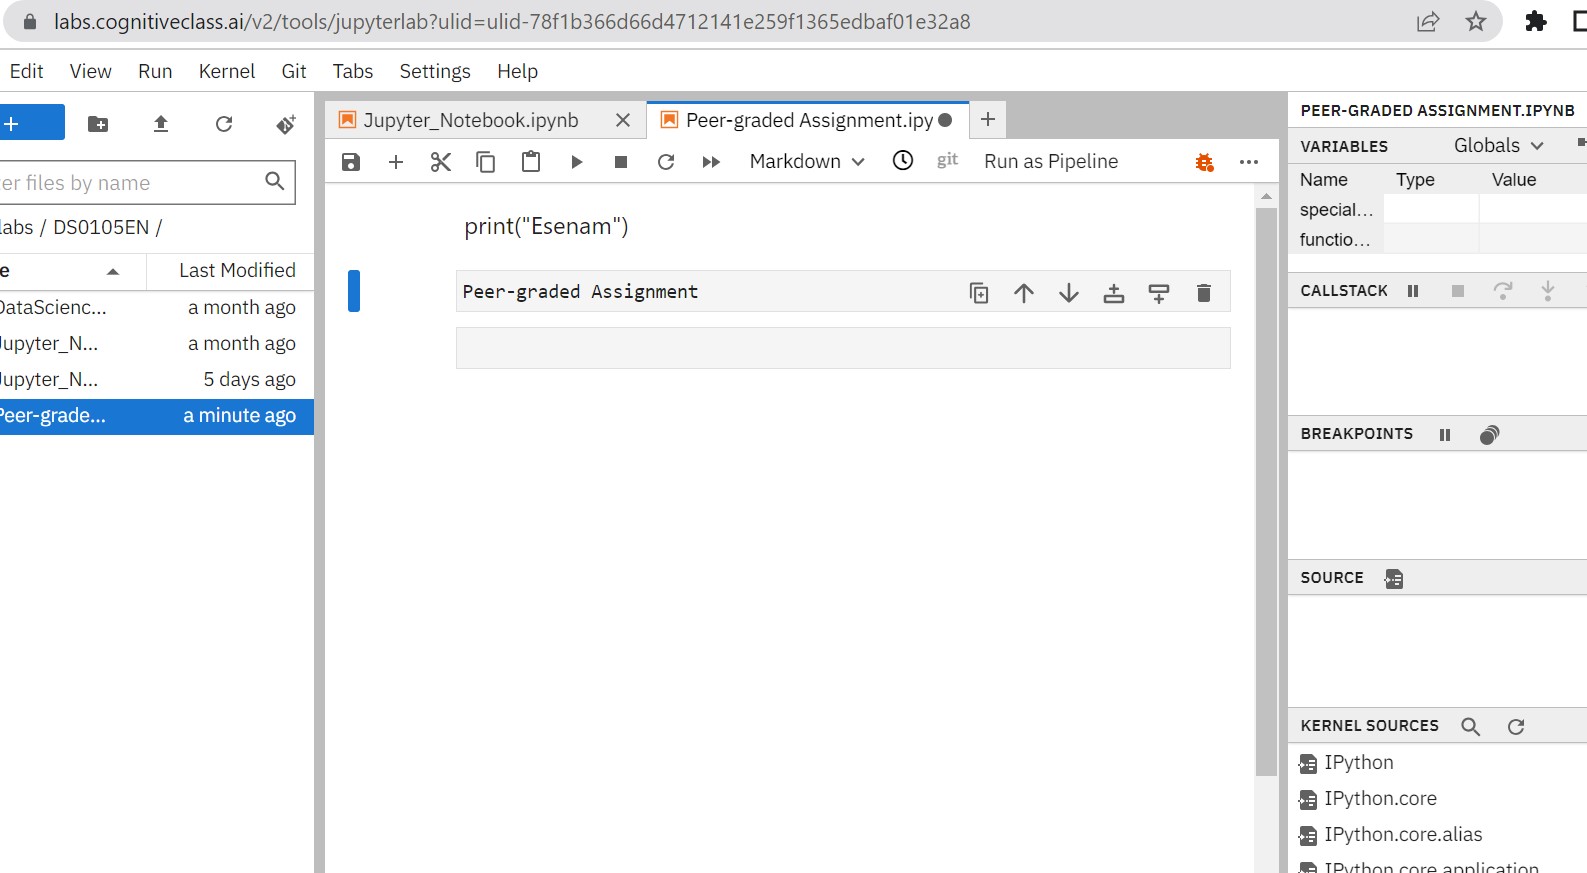 labs.cognitiveclass.ai/v2/tools/jupyterlab?ulid=ulid-78f1b366d66d4712141e259f1365edbaf01e32a8
Edit View Run Kernel Git Tabs Settings Help
+
er files by name
labs / DS0105EN /
e Last Modified
DataScienc... a month ago
Jupyter_N... a month ago
Jupyter_N... 5 days ago
Peer-grade... a minute ago
Jupyter_Notebook.ipynb
Peer-graded Assignment.ipy
Markdown git Run as Pipeline
print("Esenam")
Peer-graded Assignment
PEER-GRADED ASSIGNMENT.IPYNB
VARIABLES Globals
Name Type Value
special...
functio...
CALLSTACK
BREAKPOINTS
SOURCE
KERNEL SOURCES
IPython
IPython.core
IPython.core.alias
IPython.core.application